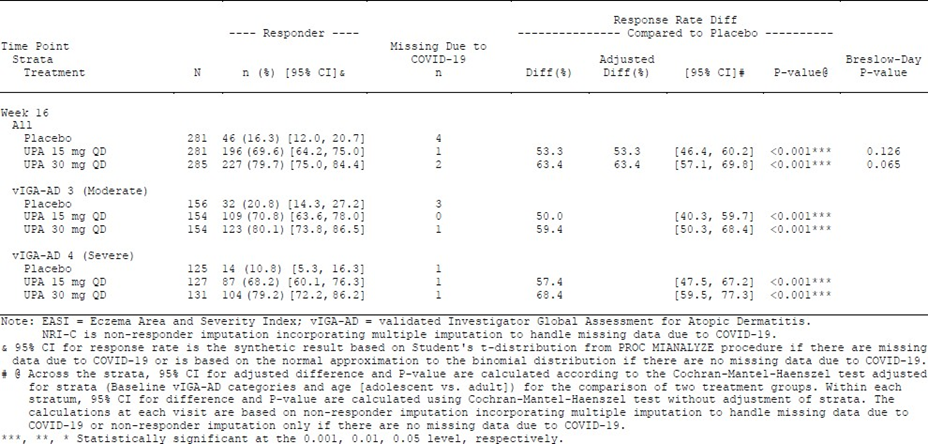 Response Rate Diff
---- Responder ---- Missing Due to --------------- Compared to Placebo ----------
Time Point COVID-19
Strata Adjusted Breslow-Day
Treatment N n (%) [95% CI]& n Diff(%) Diff(%) [95% CI]# P-value@ P-value
Week 16
All
Placebo 281 46 (16.3) [12.0, 20.7] 4
UPA 15 mg QD 281 196 (69.6) [64.2, 75.0] 1 53.3 53.3 [46.4, 60.2] <0.001*** 0.126
UPA 30 mg QD 285 227 (79.7) [75.0, 84.4] 2 63.4 63.4 [57.1, 69.8] <0.001*** 0.065
vIGA-AD 3 (Moderate)
Placebo 156 32 (20.8) [14.3, 27.2] 3
UPA 15 mg QD 154 109 (70.8) [63.6, 78.0] 0 50.0 [40.3, 59.7] <0.001***
UPA 30 mg QD 154 123 (80.1) [73.8, 86.5] 1 59.4 [50.3, 68.4] <0.001***
vIGA-AD 4 (Severe)
Placebo 125 14 (10.8) [5.3, 16.3] 1
UPA 15 mg QD 127 87 (68.2) [60.1, 76.3] 1 57.4 [47.5, 67.2] <0.001***
UPA 30 mg QD 131 104 (79.2) [72.2, 86.2] 1 68.4 [59.5, 77.3] <0.001***
Note: EASI = Eczema Area and Severity Index; vIGA-AD = validated Investigator Global Assessment for Atopic Dermatitis.
NRI-C is non-responder imputation incorporating multiple imputation to handle missing data due to COVID-19.
& 95% CI for response rate is the synthetic result based on Student's t-distribution from PROC MIANALYZE procedure if there are missing
data due to COVID-19 or is based on the normal approximation to the binomial distribution if there are no missing data due to COVID-19.
# @ Across the strata, 95% CI for adjusted difference and P-value are calculated according to the Cochran-Mantel-Haenszel test adjusted
for strata (Baseline vIGA-AD categories and age [adolescent vs. adult]) for the comparison of two treatment groups. Within each
stratum, 95% CI for difference and P-value are calculated using Cochran-Mantel-Haenszel test without adjustment of strata. The
calculations at each visit are based on non-responder imputation incorporating multiple imputation to handle missing data due to
COVID-19 or non-responder imputation only if there are no missing data due to COVID-19.
***, **, * Statistically significant at the 0.001, 0.01, 0.05 level, respectively.